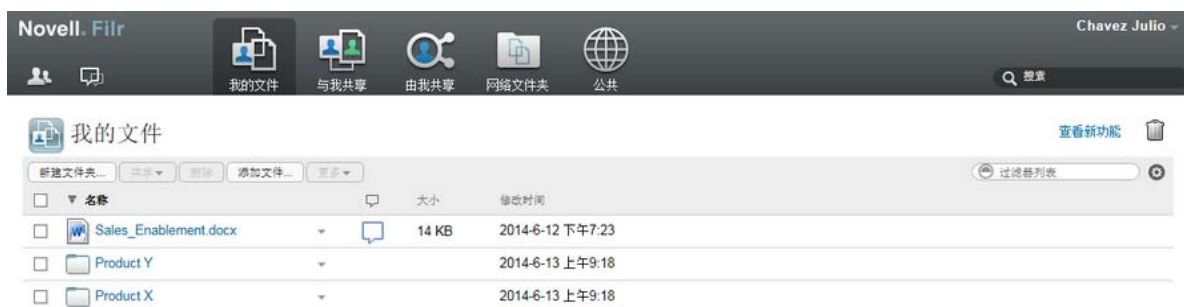 Novell. Filr
Chavez Julio
我的文件 与我共享 由我共享 网络文件夹 公共
搜索
我的文件
查看新功能
新建文件夹... 共享 删除 添加文件... 更多
过滤器列表
名称 大小 修改时间
Sales_Enablement.docx 14 KB 2014-6-12 下午7:23
Product Y 2014-6-13 上午9:18
Product X 2014-6-13 上午9:18